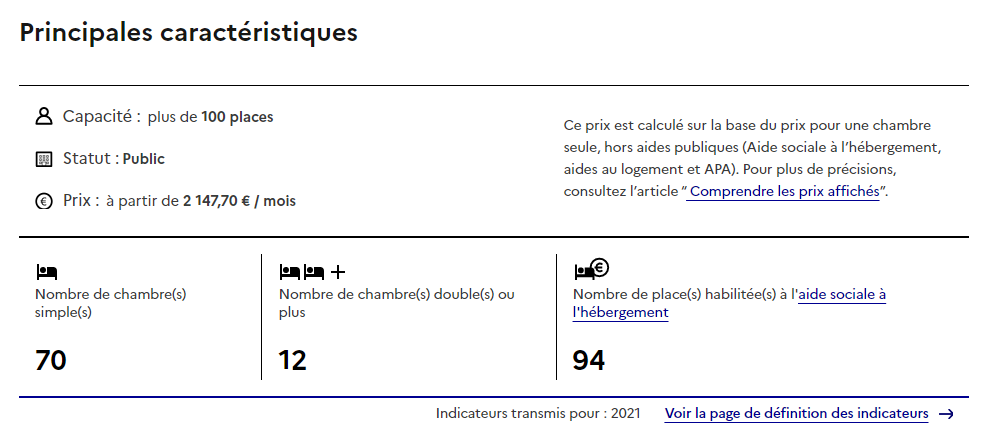 Principales caractéristiques
Capacité : plus de 100 places
Statut : Public
Prix : à partir de 2 147,70 € / mois
Ce prix est calculé sur la base du prix pour une chambre
seule, hors aides publiques (Aide sociale à l’hébergement,
aides au logement et APA). Pour plus de précisions,
consultez l’article “ Comprendre les prix affichés”.
Nombre de chambre(s)
simple(s)
70
Nombre de chambre(s) double(s) ou
plus
12
Nombre de place(s) habilitée(s) à l'aide sociale à
l'hébergement
94
Indicateurs transmis pour : 2021 Voir la page de définition des indicateurs →